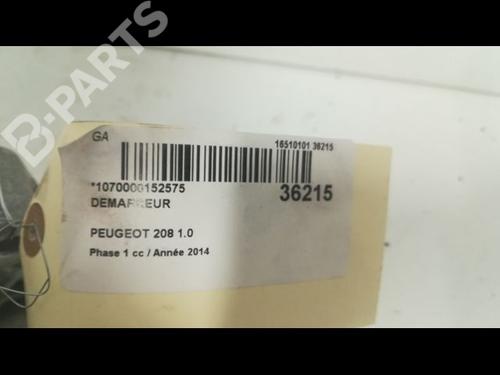 B-PARTS
GA
16510101 36215
*1070000152575
36215
DEMARREUR
PEUGEOT 208 1.0
Phase 1 cc / Année 2014